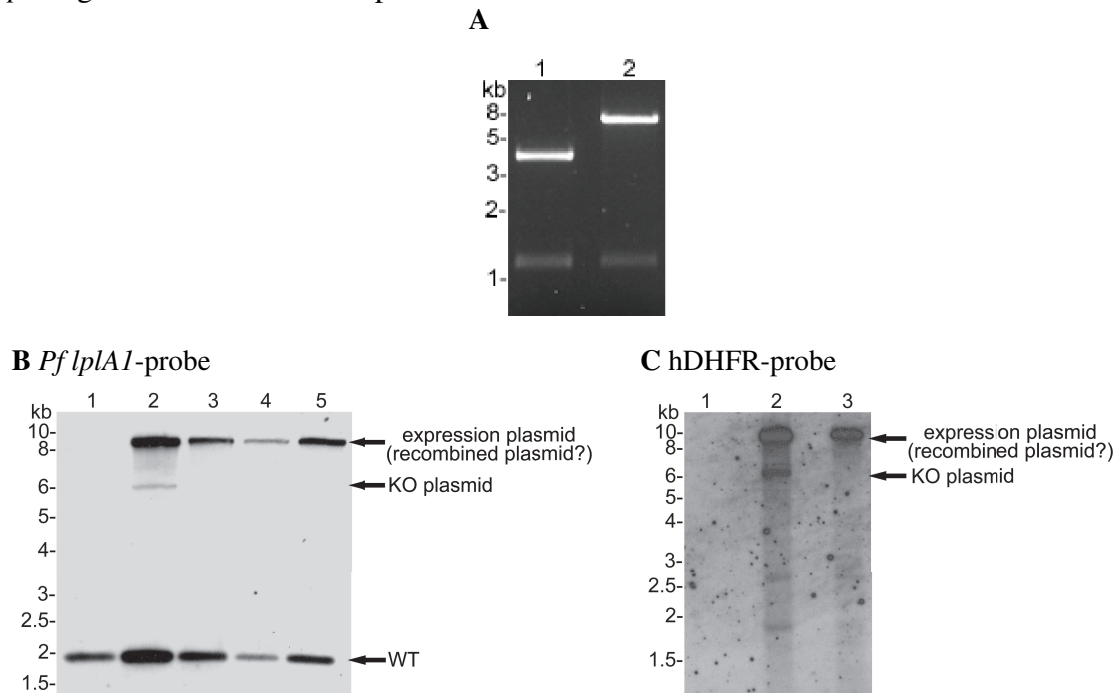 A
1 2
kb
8-
5-
3-
2-
1-
B Pf lplA1-probe
1 2 3 4 5
kb
10-
8-
6-
5-
4-
3-
2.5-
2-
1.5-
expression plasmid
(recombined plasmid?)
KO plasmid
WT
C hDHFR-probe
1 2 3
kb
10-
8-
6-
5-
4-
3-
2.5-
2-
1.5-
expression plasmid
(recombined plasmid?)
KO plasmid